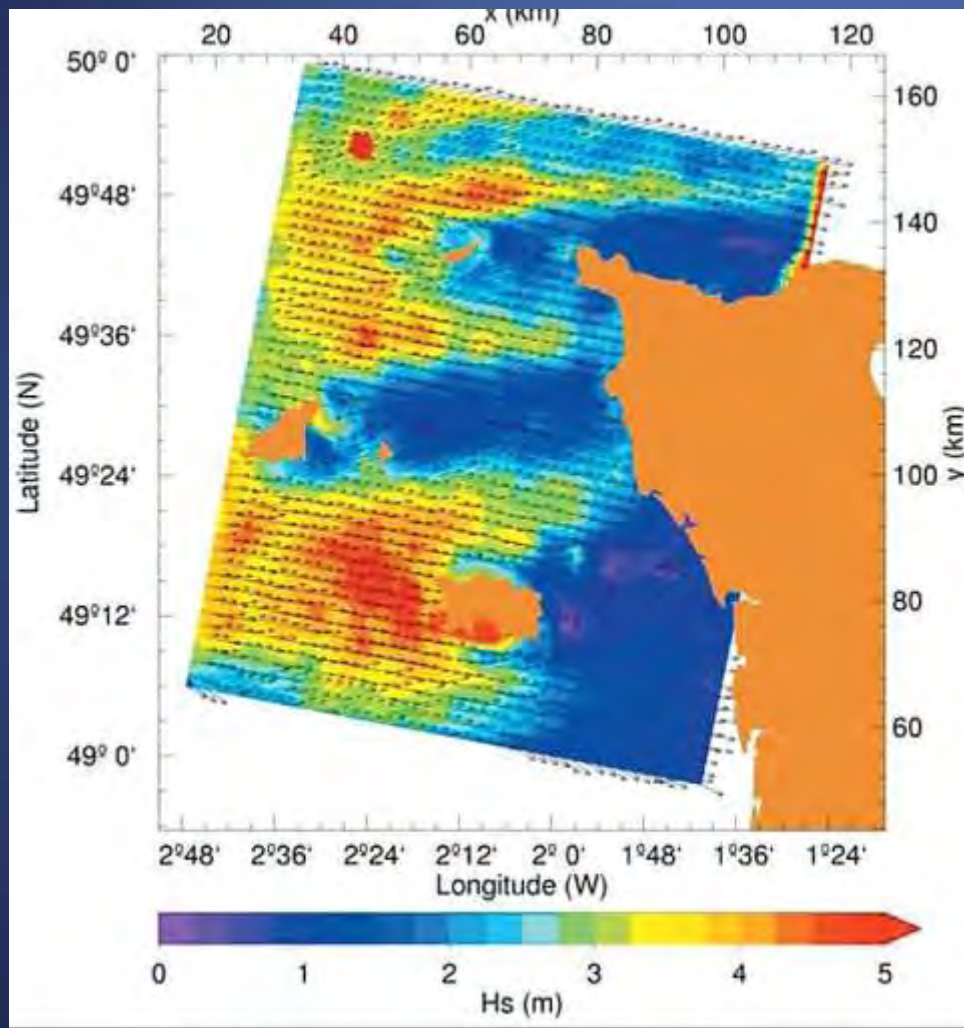 x (km)
20 40 60 80 100 120
50º 0'
49º48'
49º36'
49º24'
49º12'
49º 0'
Latitude (N)
160
140
120
100
80
60
y (km)
2º48' 2º36' 2º24' 2º12' 2º 0' 1º48' 1º36' 1º24'
Longitude (W)
0 1 2 3 4 5
Hs (m)